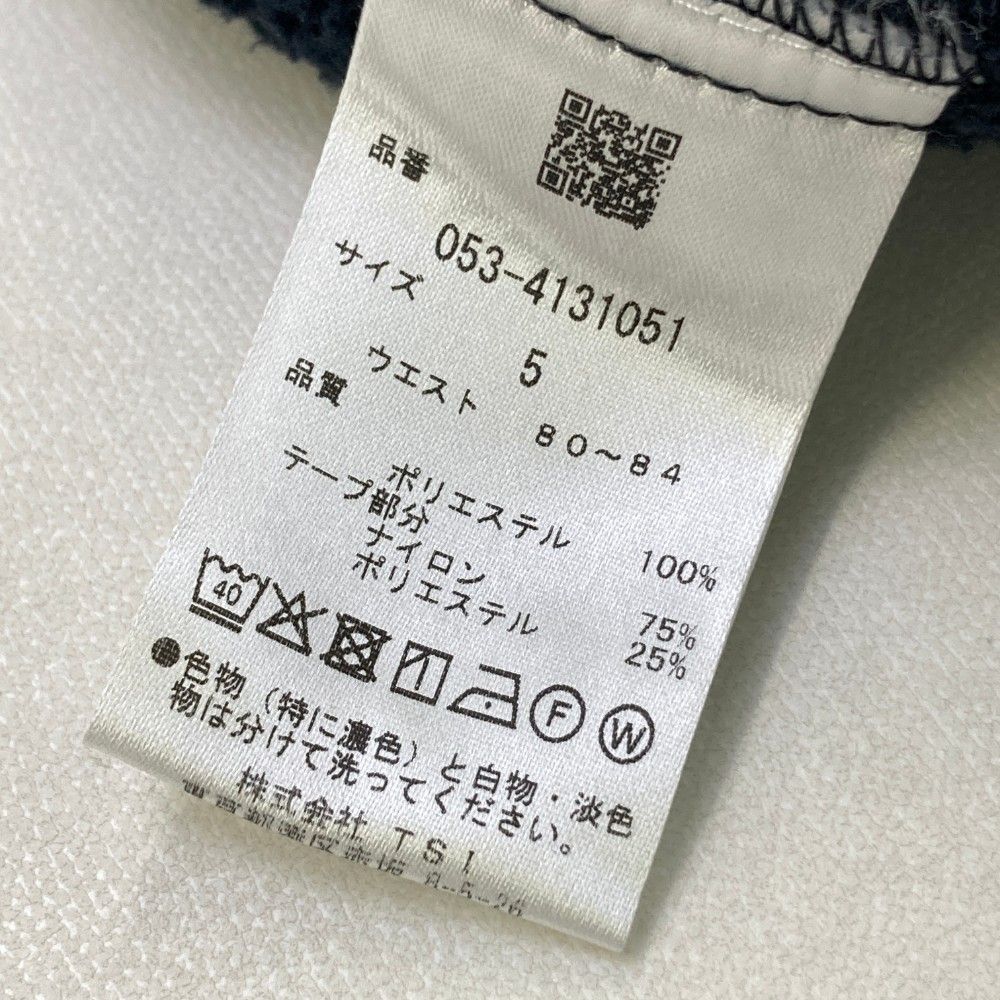 品番
053-4131051
サイズ
5
ウエスト 80～84
品質
ポリエステル 100%
テープ部分
ナイロン 75%
ポリエステル 25%
40
F W
●色物(特に濃色)と白物・淡色
物は分けて洗ってください。
株式会社 TSI
8-5-26